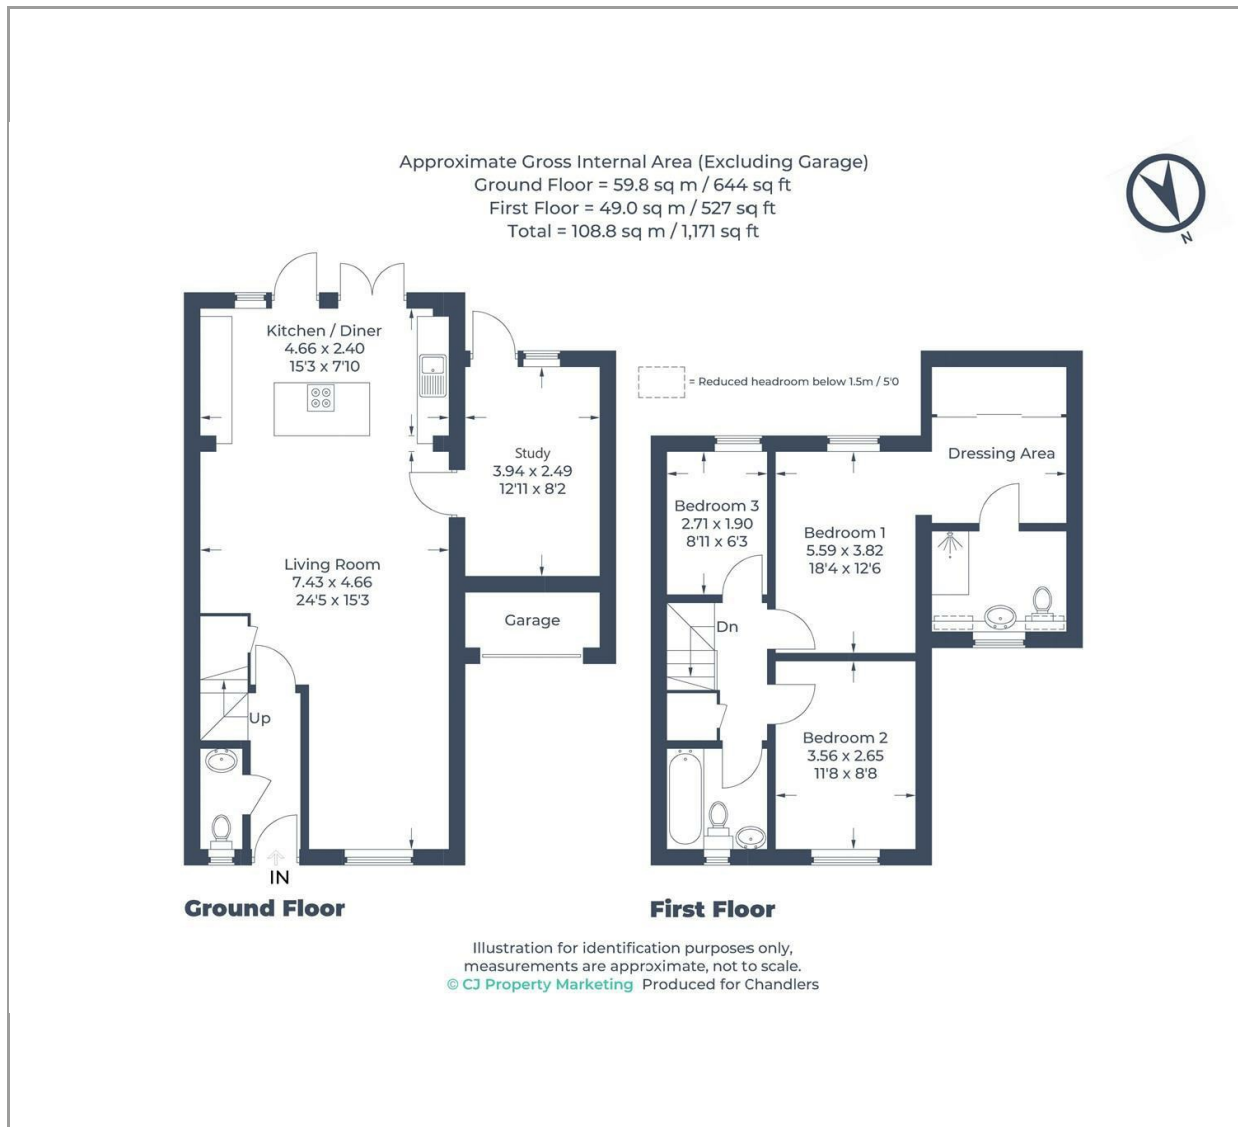 Approximate Gross Internal Area (Excluding Garage)
Ground Floor = 59.8 sq m / 644 sq ft
First Floor = 49.0 sq m / 527 sq ft
Total = 108.8 sq m / 1,171 sq ft
N
Kitchen / Diner
4.66 x 2.40
15'3 x 7'10
Study
3.94 x 2.49
12'11 x 8'2
Living Room
7.43 x 4.66
24'5 x 15'3
Garage
Up
IN
Ground Floor
= Reduced headroom below 1.5m / 5'0
Dressing Area
Bedroom 3
2.71 x 1.90
8'11 x 6'3
Bedroom 1
5.59 x 3.82
18'4 x 12'6
Dn
Bedroom 2
3.56 x 2.65
11'8 x 8'8
First Floor
Illustration for identification purposes only,
measurements are approximate, not to scale.
© CJ Property Marketing Produced for Chandlers